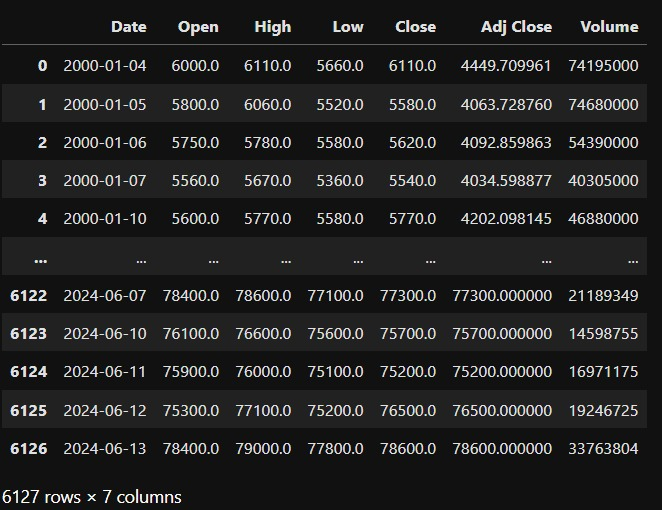 Date Open High Low Close Adj Close Volume
0 2000-01-04 6000.0 6110.0 5660.0 6110.0 4449.709961 74195000
1 2000-01-05 5800.0 6060.0 5520.0 5580.0 4063.728760 74680000
2 2000-01-06 5750.0 5780.0 5580.0 5620.0 4092.859863 54390000
3 2000-01-07 5560.0 5670.0 5360.0 5540.0 4034.598877 40305000
4 2000-01-10 5600.0 5770.0 5580.0 5770.0 4202.098145 46880000
... ... ... ... ... ... ... ...
6122 2024-06-07 78400.0 78600.0 77100.0 77300.0 77300.000000 21189349
6123 2024-06-10 76100.0 76600.0 75600.0 75700.0 75700.000000 14598755
6124 2024-06-11 75900.0 76000.0 75100.0 75200.0 75200.000000 16971175
6125 2024-06-12 75300.0 77100.0 75200.0 76500.0 76500.000000 19246725
6126 2024-06-13 78400.0 79000.0 77800.0 78600.0 78600.000000 33763804
6127 rows × 7 columns